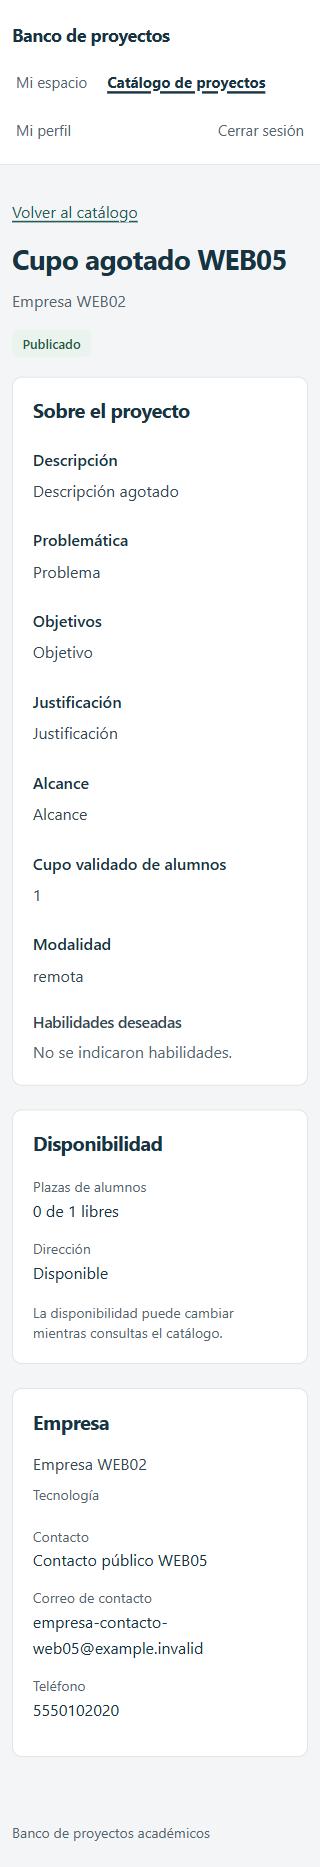 Banco de proyectos
Mi espacio Catálogo de proyectos
Mi perfil Cerrar sesión
Volver al catálogo
Cupo agotado WEB05
Empresa WEB02
Publicado
Sobre el proyecto
Descripción
Descripción agotado
Problemática
Problema
Objetivos
Objetivo
Justificación
Justificación
Alcance
Alcance
Cupo validado de alumnos
1
Modalidad
remota
Habilidades deseadas
No se indicaron habilidades.
Disponibilidad
Plazas de alumnos
0 de 1 libres
Dirección
Disponible
La disponibilidad puede cambiar
mientras consultas el catálogo.
Empresa
Empresa WEB02
Tecnología
Contacto
Contacto público WEB05
Correo de contacto
empresa-contacto-
web05@example.invalid
Teléfono
5550102020
Banco de proyectos académicos